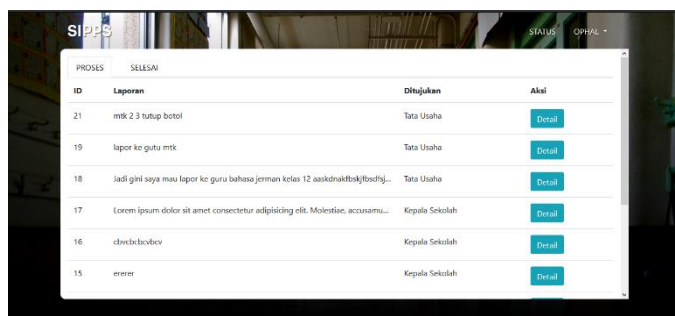 SIPPS STATUS OPHAL
PROSES SELESAI
ID Laporan Ditujukan Aksi
21 mtk 2 3 tutup botol Tata Usaha Detail
19 lapor ke gutu mtk Tata Usaha Detail
18 Jadi gini saya mau lapor ke guru bahasa jerman kelas 12 aaskdnakfbskjfbsdfsj... Tata Usaha Detail
17 Lorem ipsum dolor sit amet consectetur adipisicing elit. Molestiae, accusamu... Kepala Sekolah Detail
16 cbvcbcbcvbcv Kepala Sekolah Detail
15 ererer Kepala Sekolah Detail